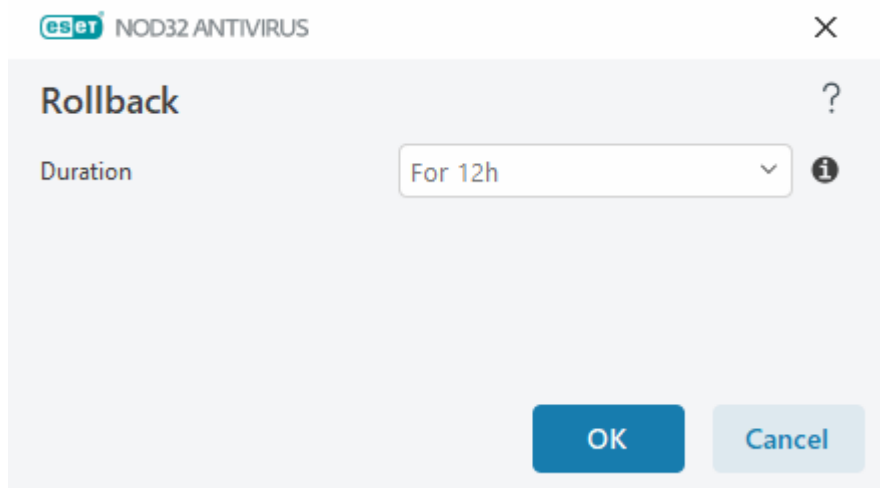 eset NOD32 ANTIVIRUS
Rollback ?
Duration For 12h
OK Cancel